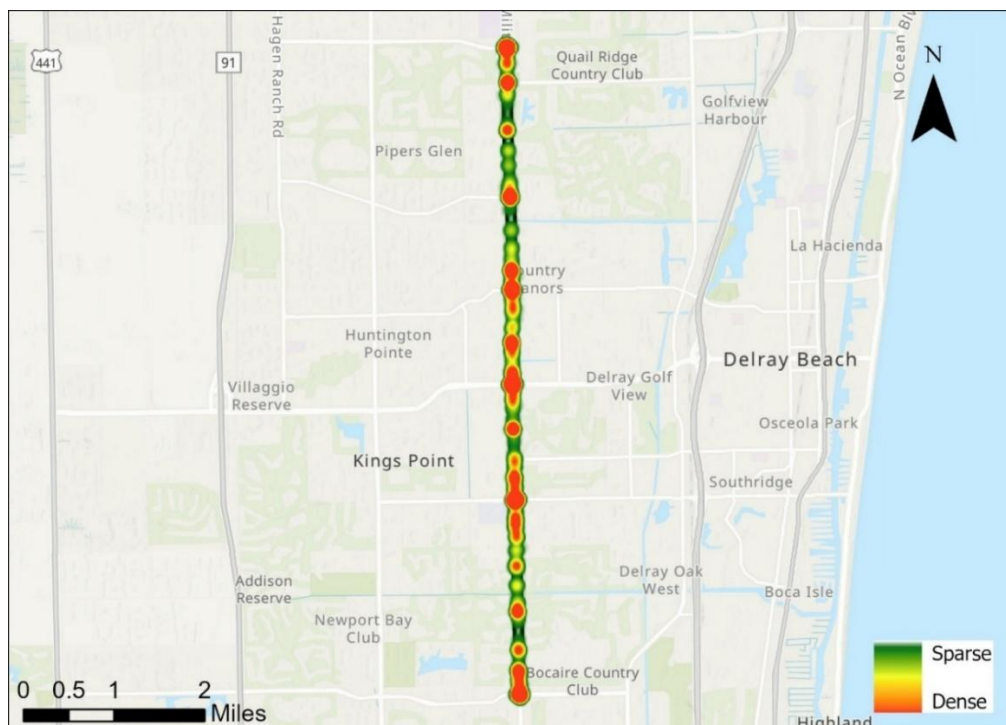 441
91
Hagen Ranch Rd
N Ocean Blv
N
Quail Ridge
Country Club
Golfview
Harbour
Pipers Glen
La Hacienda
Huntington
Pointe
Delray Beach
Villaggio
Reserve
Delray Golf
View
Osceola Park
Kings Point
Southridge
Addison
Reserve
Delray Oak
West
Boca Isle
Newport Bay
Club
Bocaire Country
Club
Sparse
Dense
0 0.5 1 2
Miles
Highland